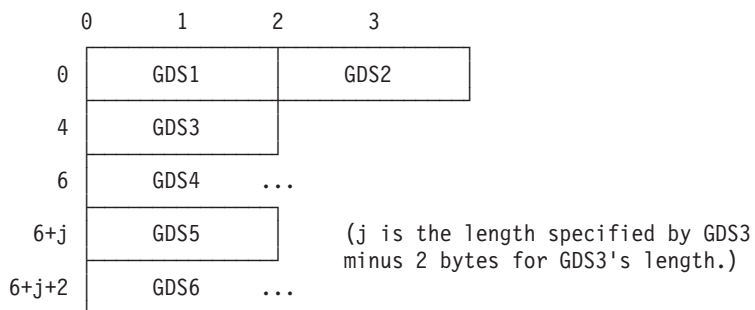 0 1 2 3
0 GDS1 GDS2
4 GDS3
6 GDS4 ...
6+j GDS5 (j is the length specified by GDS3
minus 2 bytes for GDS3's length.)
6+j+2 GDS6 ...